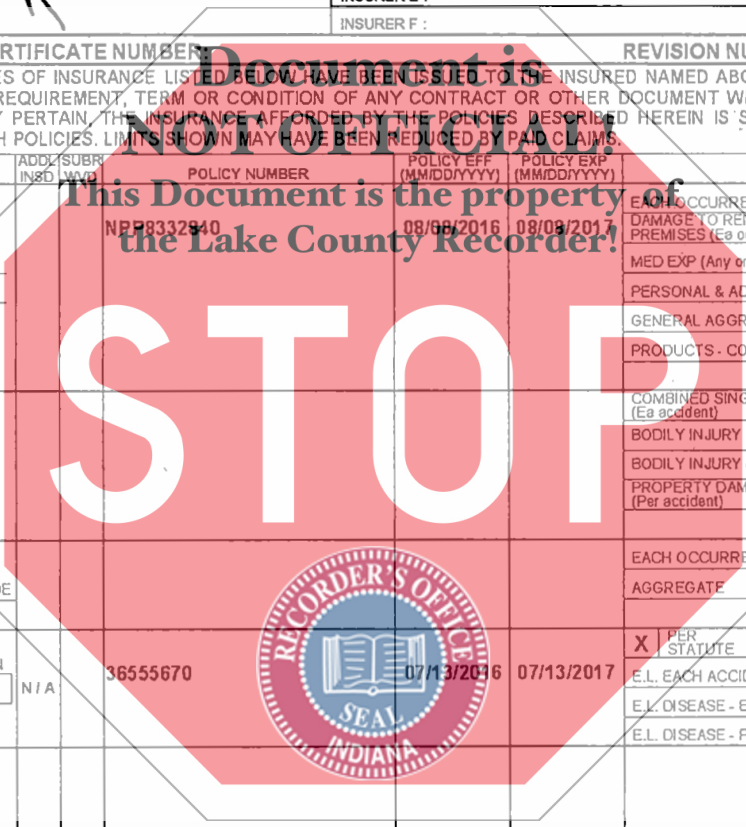 INSURER F :
RTIFICATE NUMBER
REVISION NU
Document is
S OF INSURANCE LISTED BELOW HAVE BEEN ISSUED TO THE INSURED NAMED ABO
REQUIREMENT, TERM OR CONDITION OF ANY CONTRACT OR OTHER DOCUMENT W
PERTAIN, THE INSURANCE AFFORDED BY THE POLICIES DESCRIBED HEREIN IS S
NOT OFFICIAL!
H POLICIES. LIMITS SHOWN MAY HAVE BEEN REDUCED BY PAID CLAIMS.
ADDL SUBR
INSD WVD
POLICY NUMBER
POLICY EFF
(MM/DD/YYYY)
POLICY EXP
(MM/DD/YYYY)
This Document is the property of
the Lake County Recorder!
08/08/2016 08/08/2017
EACH OCCURRE
DAMAGE TO REN
PREMISES (Ea o
MED EXP (Any o
PERSONAL & AD
GENERAL AGGR
PRODUCTS - CO
STOP
COMBINED SING
(Ea accident)
BODILY INJURY
BODILY INJURY
PROPERTY DAM
(Per accident)
EACH OCCURRE
AGGREGATE
RECORDER'S OFFICE
SEAL
INDIANA
N / A
36555670
07/13/2016 07/13/2017
X PER
STATUTE
E.L. EACH ACCID
E.L. DISEASE - E
E.L. DISEASE - P